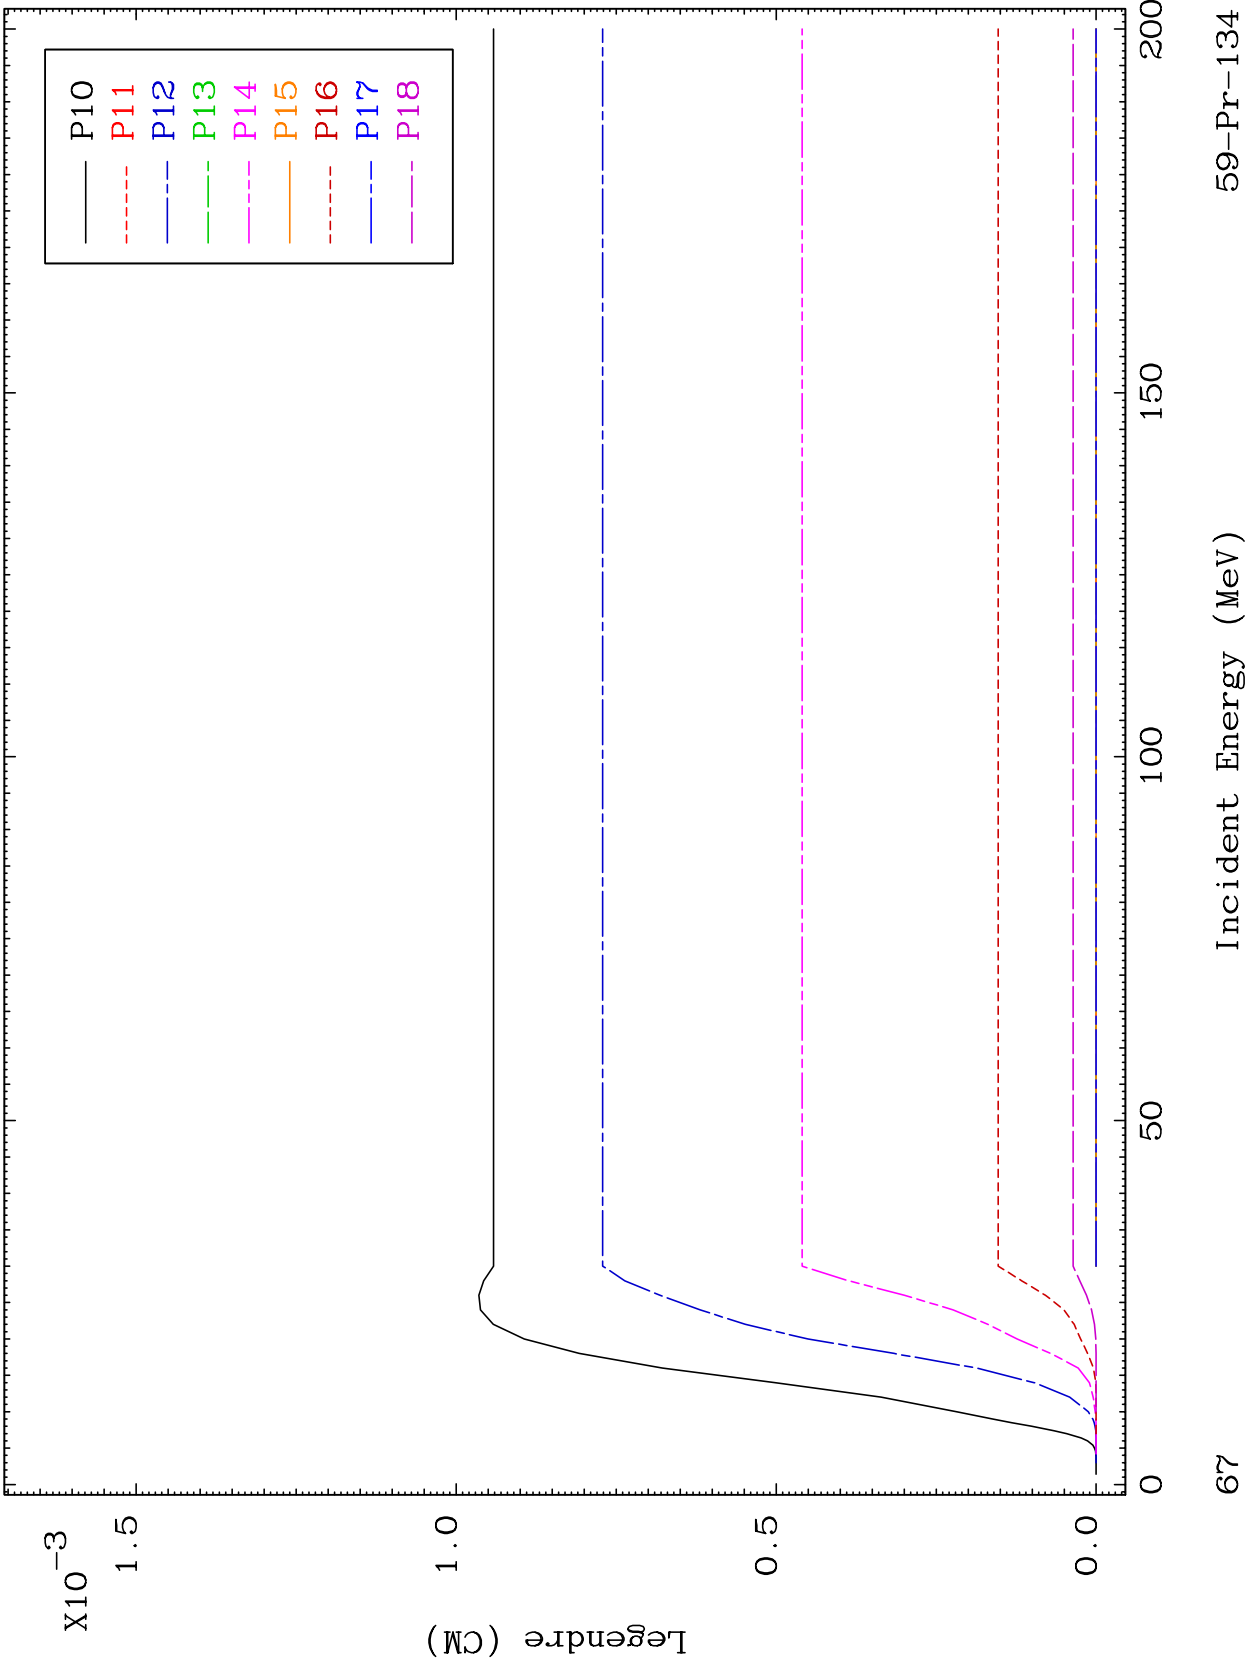 X10⁻³
1.5
1.0
0.5
0.0
Legendre (CM)
P10
P11
P12
P13
P14
P15
P16
P17
P18
0
50
100
150
200
67
Incident Energy (MeV)
59-Pr-134